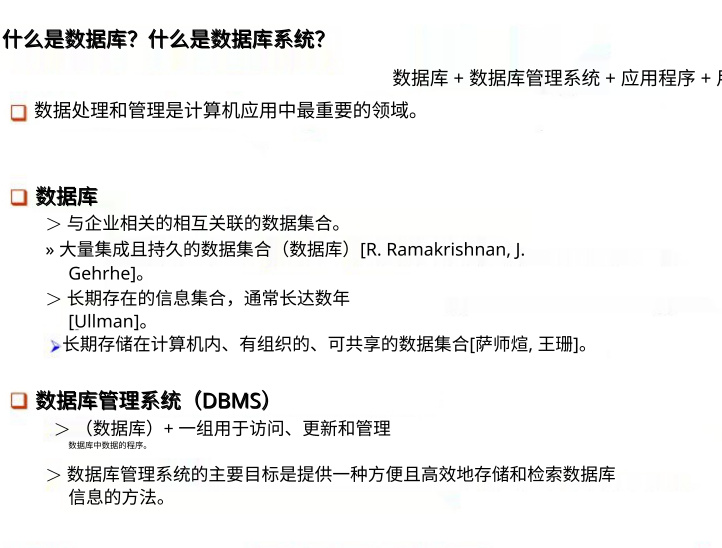 什么是数据库？什么是数据库系统？
数据库 + 数据库管理系统 + 应用程序 +
❑ 数据处理和管理是计算机应用中最重要的领域。
❑ 数据库
＞ 与企业相关的相互关联的数据集合。
» 大量集成且持久的数据集合（数据库）[R. Ramakrishnan, J.
Gehrhe]。
＞ 长期存在的信息集合，通常长达数年
[Ullman]。
➢长期存储在计算机内、有组织的、可共享的数据集合[萨师煊, 王珊]。
❑ 数据库管理系统（DBMS）
＞ （数据库）+ 一组用于访问、更新和管理
数据库中数据的程序。
＞ 数据库管理系统的主要目标是提供一种方便且高效地存储和检索数据库
信息的方法。